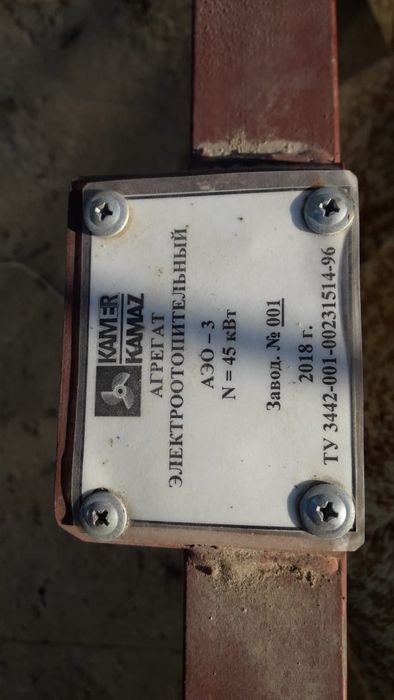 KAMER
KAMAZ
АГРЕГАТ
ЭЛЕКТРООТОПИТЕЛЬНЫЙ
АЭО – 3
N = 45 кВт
Завод. № 001
2018 г.
ТУ 3442-001-00231514-96